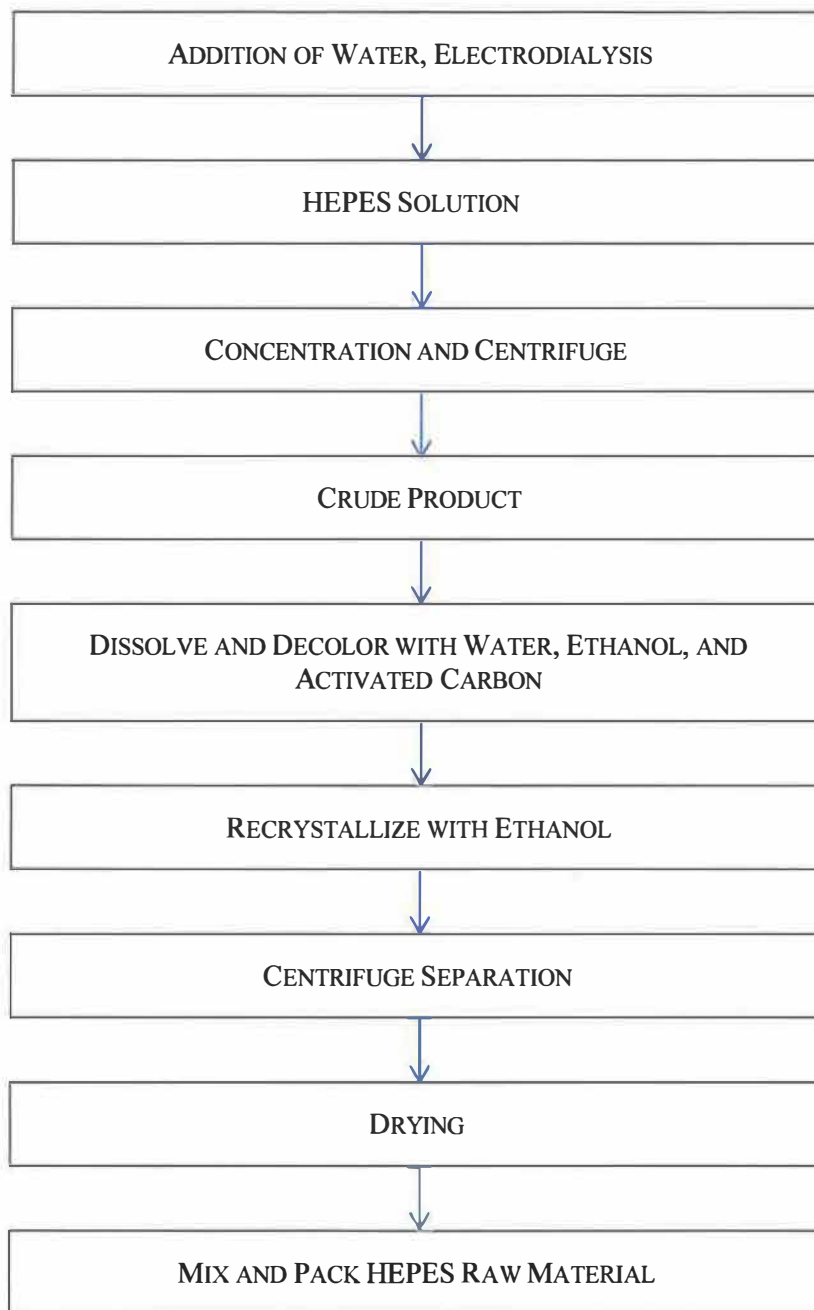 ADDITION OF WATER, ELECTRODIALYSIS
HEPES SOLUTION
CONCENTRATION AND CENTRIFUGE
CRUDE PRODUCT
DISSOLVE AND DECOLOR WITH WATER, ETHANOL, AND
ACTIVATED CARBON
RECRYSTALLIZE WITH ETHANOL
CENTRIFUGE SEPARATION
DRYING
MIX AND PACK HEPES RAW MATERIAL